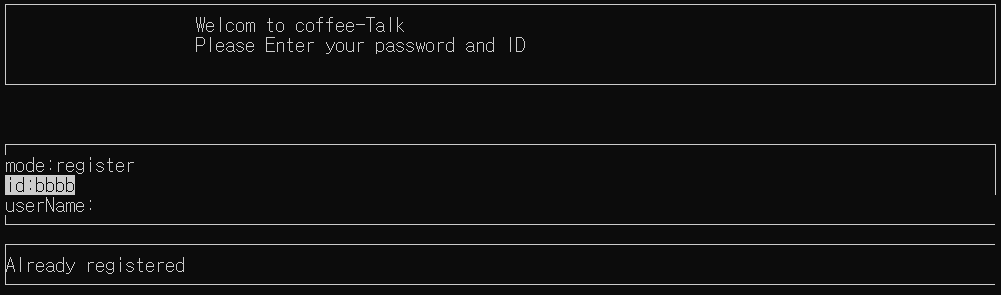 Welcom to coffee-Talk
Please Enter your password and ID
mode:register
id:bbbb
userName:
Already registered